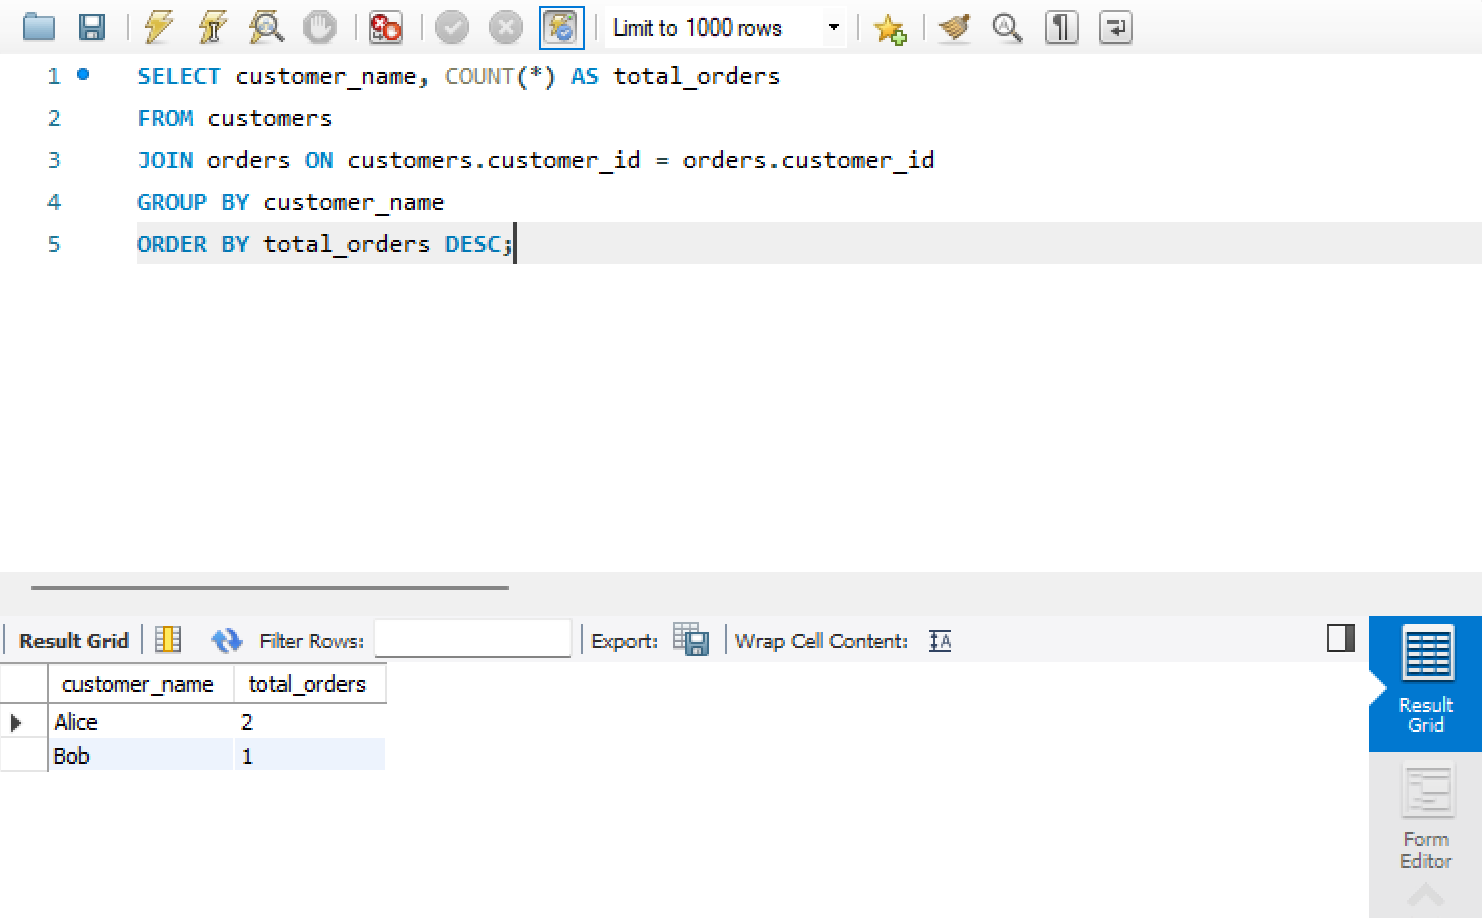 Limit to 1000 rows
1 SELECT customer_name, COUNT(*) AS total_orders
2 FROM customers
3 JOIN orders ON customers.customer_id = orders.customer_id
4 GROUP BY customer_name
5 ORDER BY total_orders DESC;
Result Grid Filter Rows: Export: Wrap Cell Content:
customer_name total_orders
Alice 2
Bob 1
Result
Grid
Form
Editor